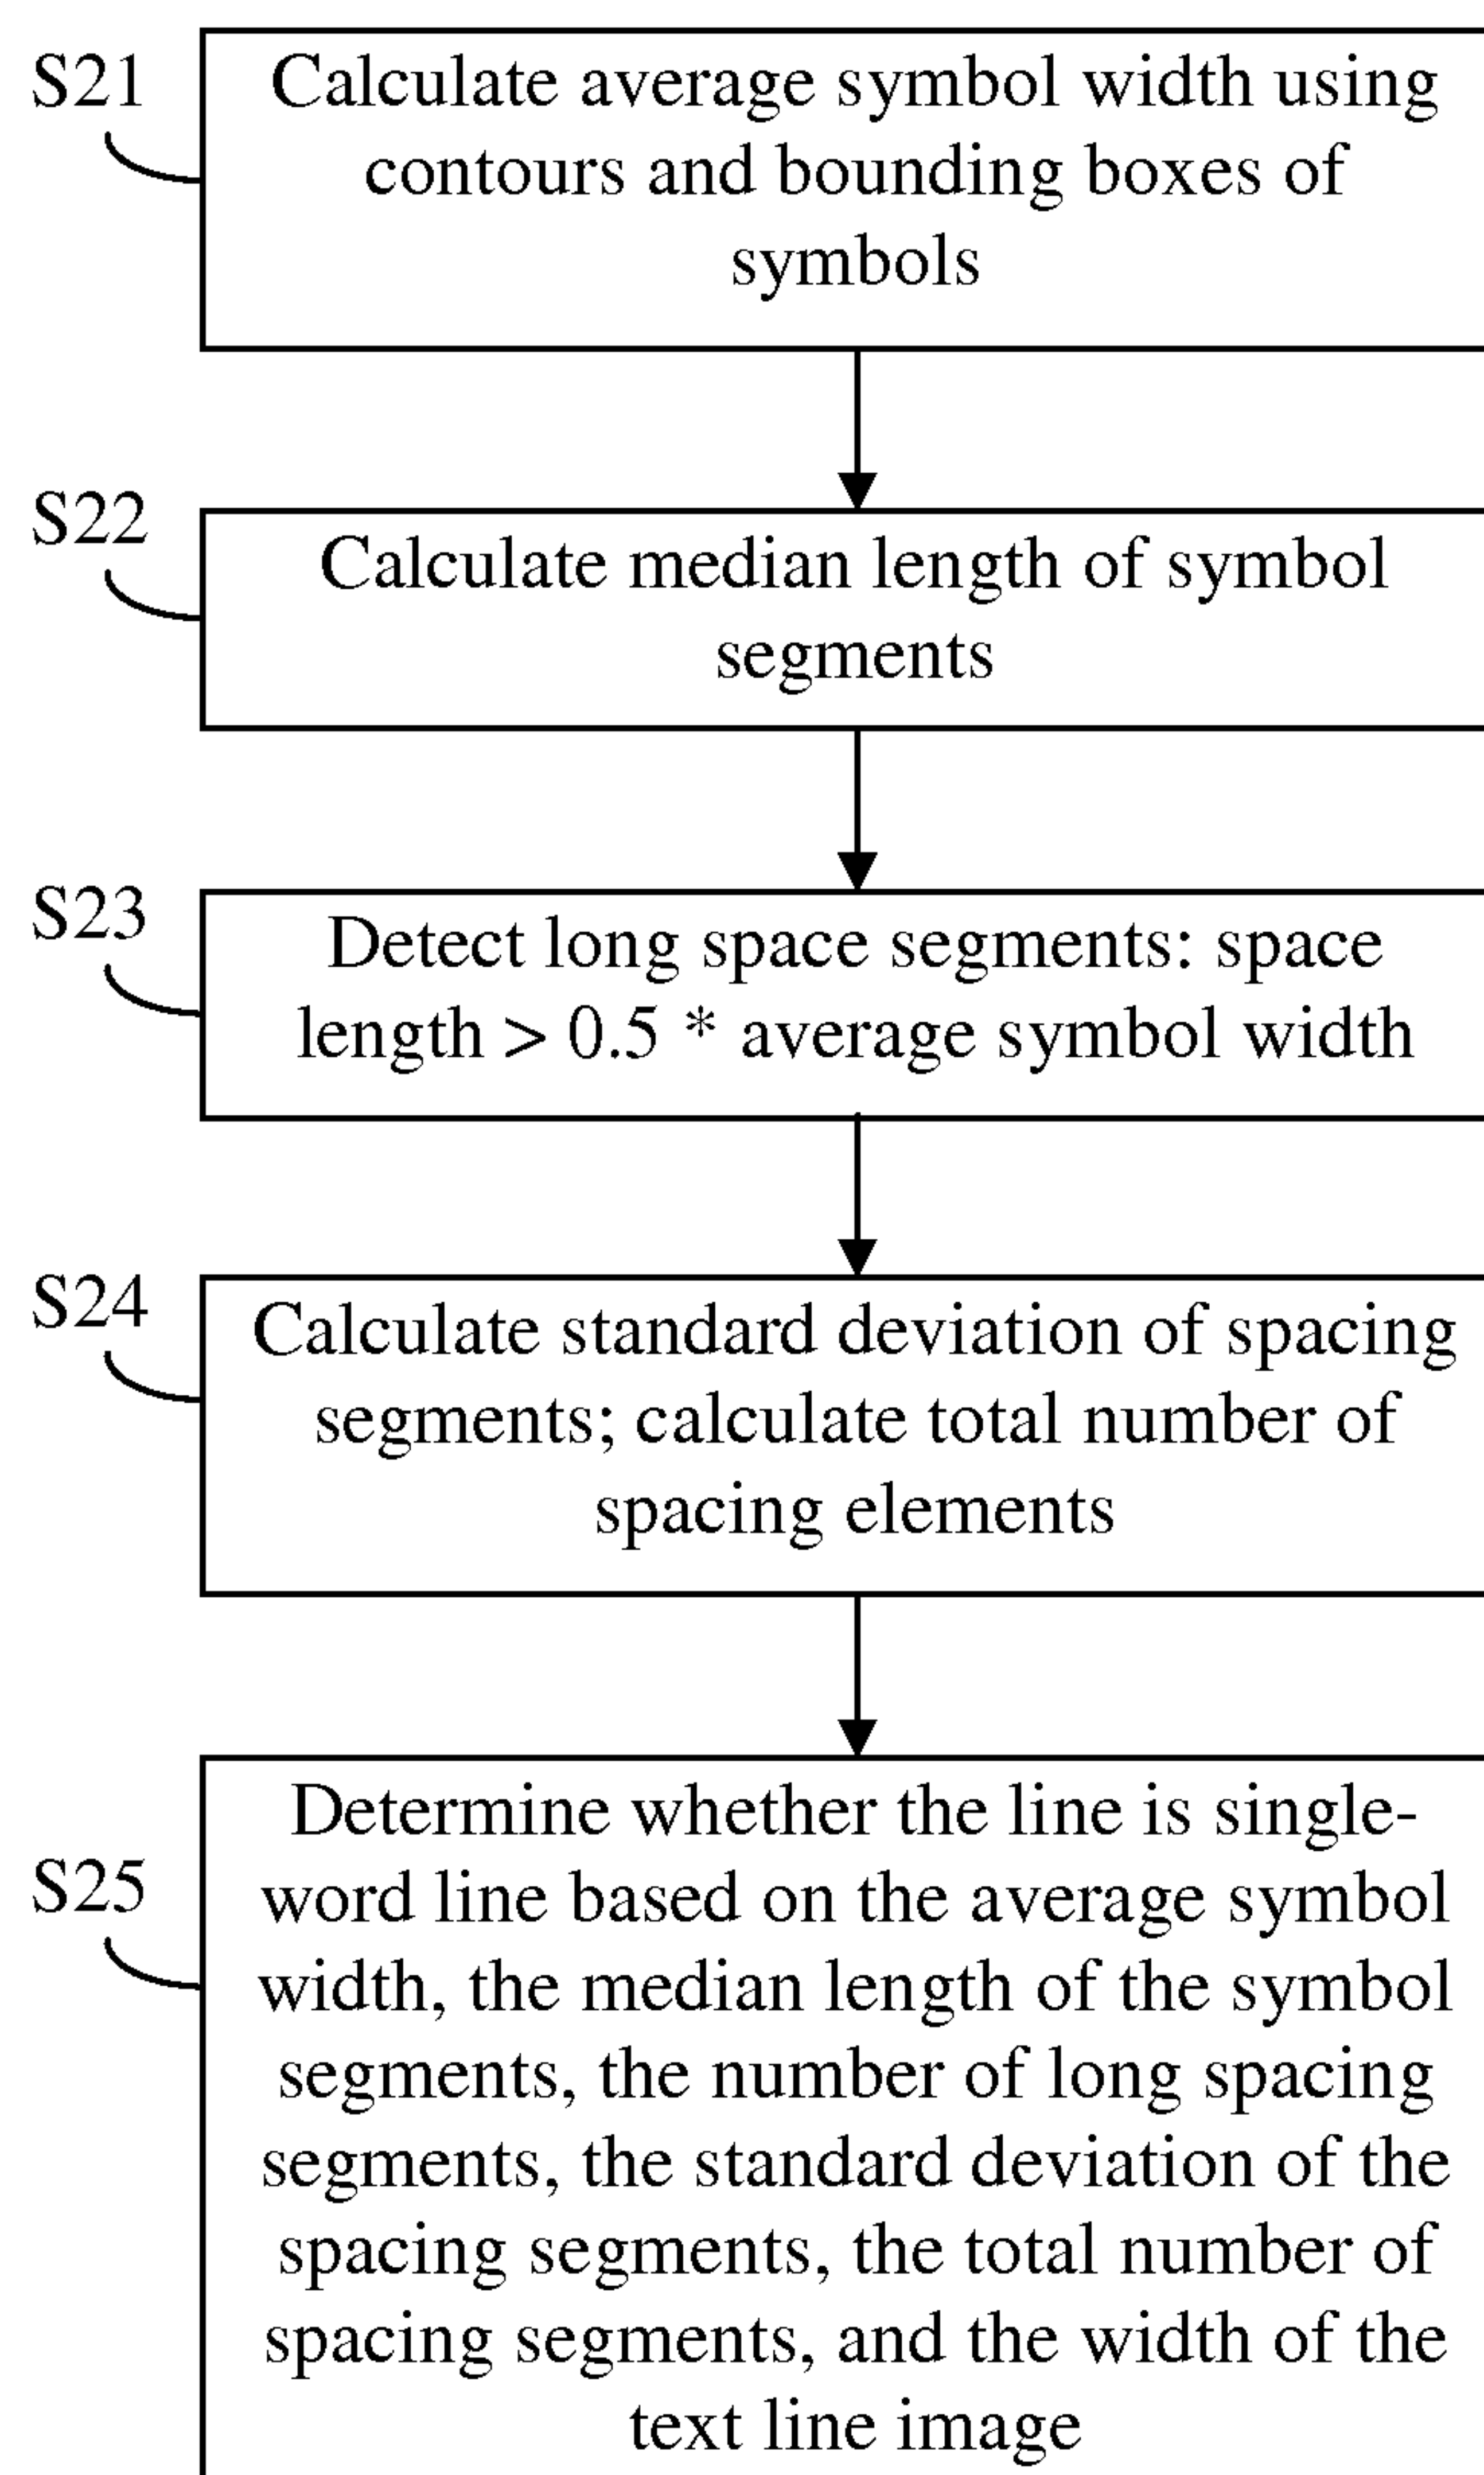 S21
Calculate average symbol width using
contours and bounding boxes of
symbols
S22
Calculate median length of symbol
segments
S23
Detect long space segments: space
length > 0.5 * average symbol width
S24
Calculate standard deviation of spacing
segments; calculate total number of
spacing elements
S25
Determine whether the line is single-
word line based on the average symbol
width, the median length of the symbol
segments, the number of long spacing
segments, the standard deviation of the
spacing segments, the total number of
spacing segments, and the width of the
text line image